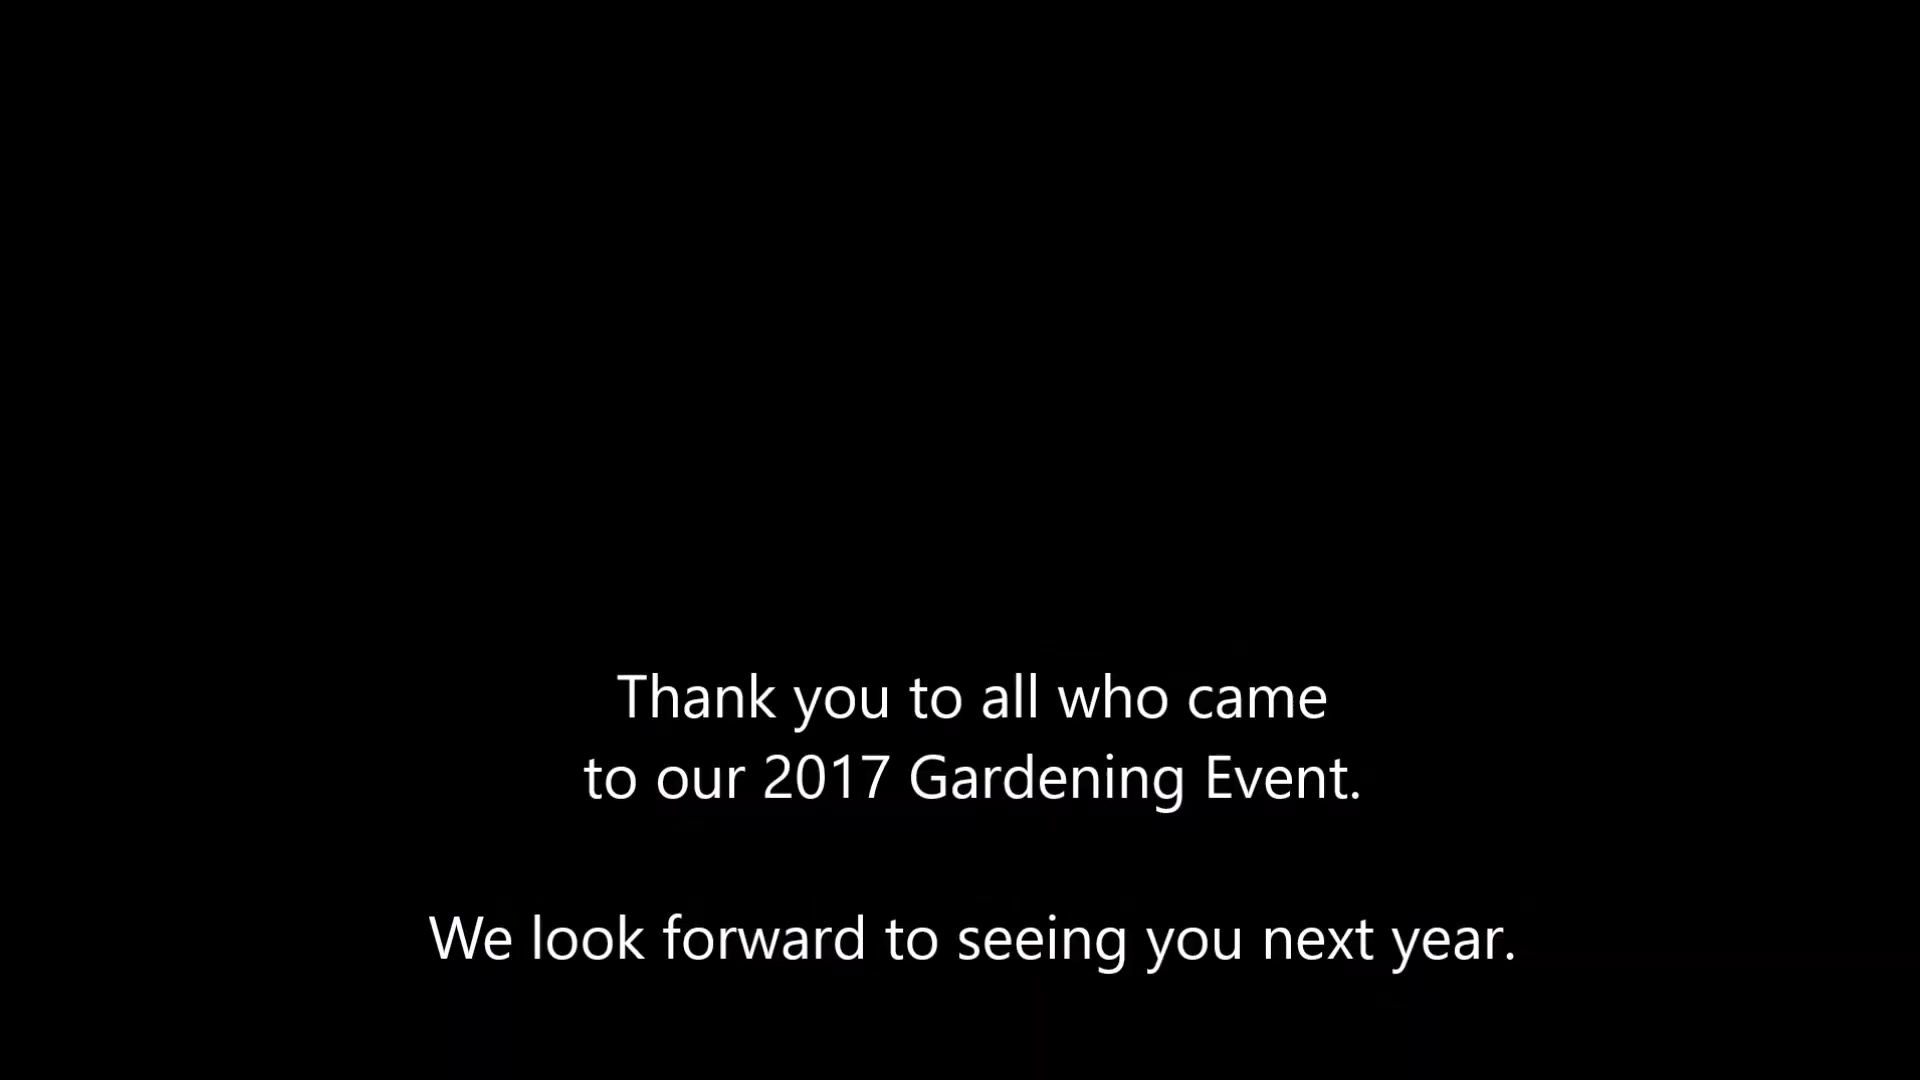 Thank you to all who came
to our 2017 Gardening Event.
We look forward to seeing you next year.